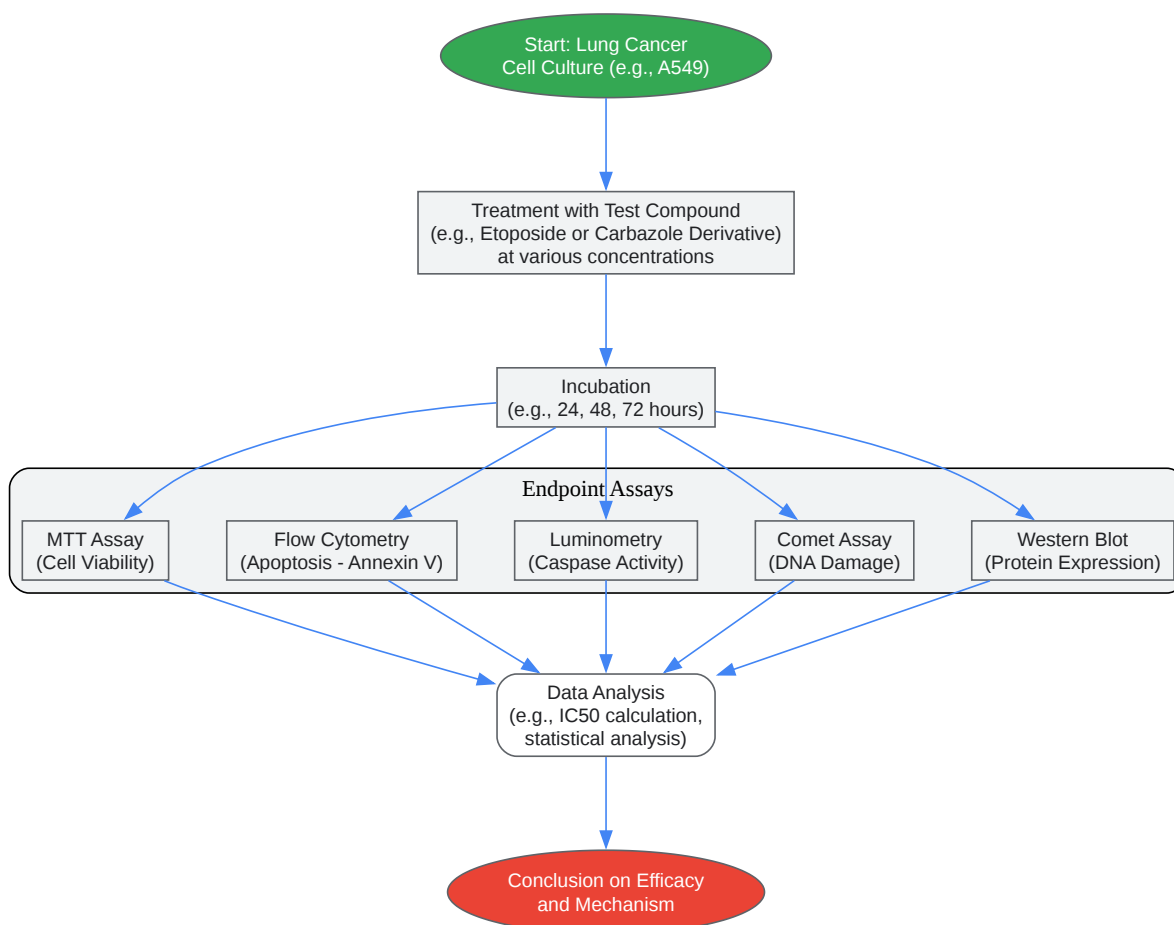 Start: Lung Cancer
Cell Culture (e.g., A549)
Treatment with Test Compound
(e.g., Etoposide or Carbazole Derivative)
at various concentrations
Incubation
(e.g., 24, 48, 72 hours)
Endpoint Assays
MTT Assay
(Cell Viability)
Flow Cytometry
(Apoptosis - Annexin V)
Luminometry
(Caspase Activity)
Comet Assay
(DNA Damage)
Western Blot
(Protein Expression)
Data Analysis
(e.g., IC50 calculation,
statistical analysis)
Conclusion on Efficacy
and Mechanism